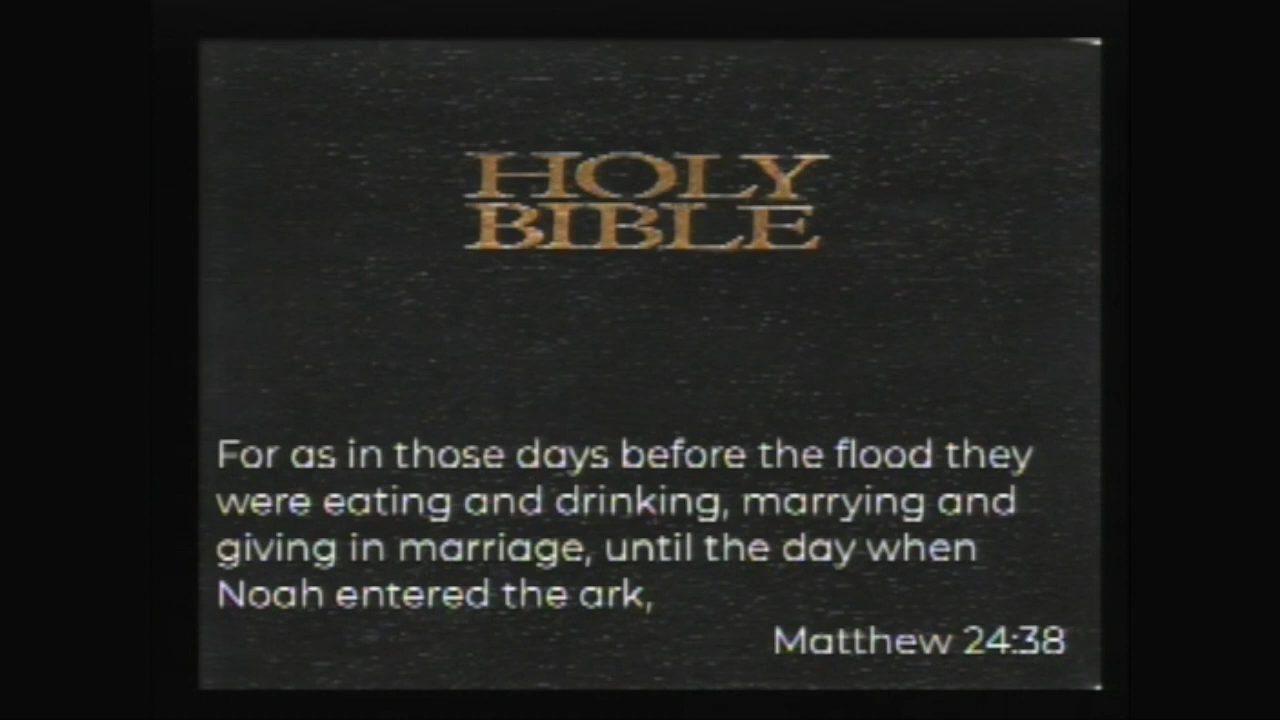 HOLY
BIBLE
For as in those days before the flood they
were eating and drinking, marrying and
giving in marriage, until the day when
Noah entered the ark,
Matthew 24:38